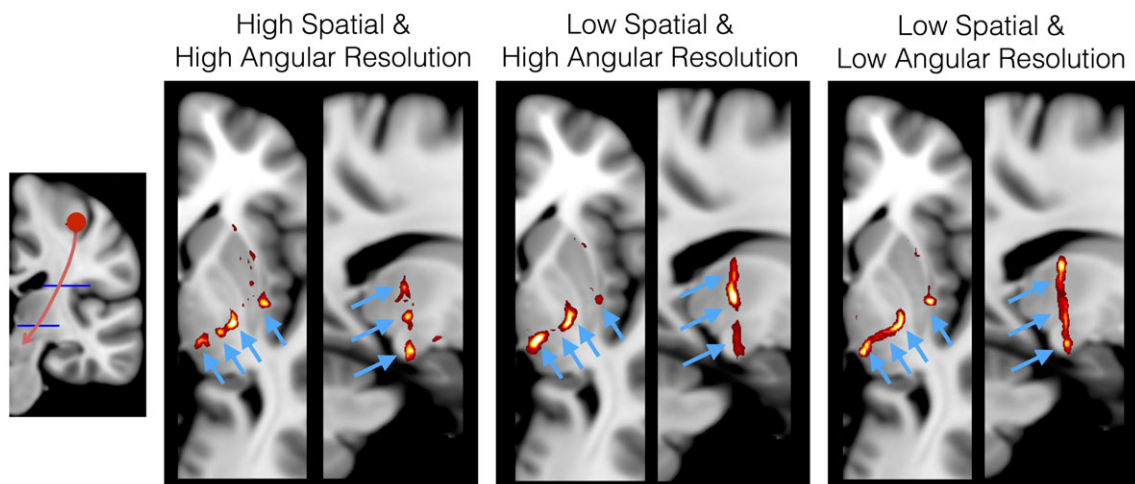 High Spatial &
High Angular Resolution
Low Spatial &
High Angular Resolution
Low Spatial &
Low Angular Resolution